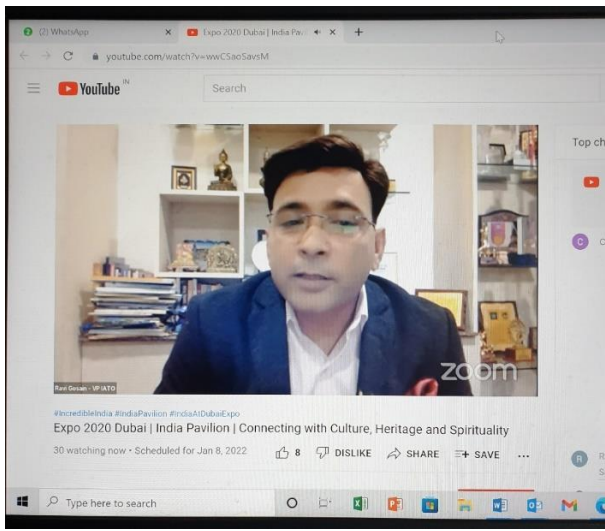 (2) WhatsApp
Expo 2020 Dubai | India Pav
youtube.com/watch?v=wwCSaoSavsM
YouTube IN
Search
Top ch
C
zoom
Ravi Gosain - VP IATO
#IncredibleIndia #IndiaPavilion #IndiaAtDubaiExpo
Expo 2020 Dubai | India Pavilion | Connecting with Culture, Heritage and Spirituality
30 watching now • Scheduled for Jan 8, 2022
8 DISLIKE SHARE SAVE ...
R
Type here to search